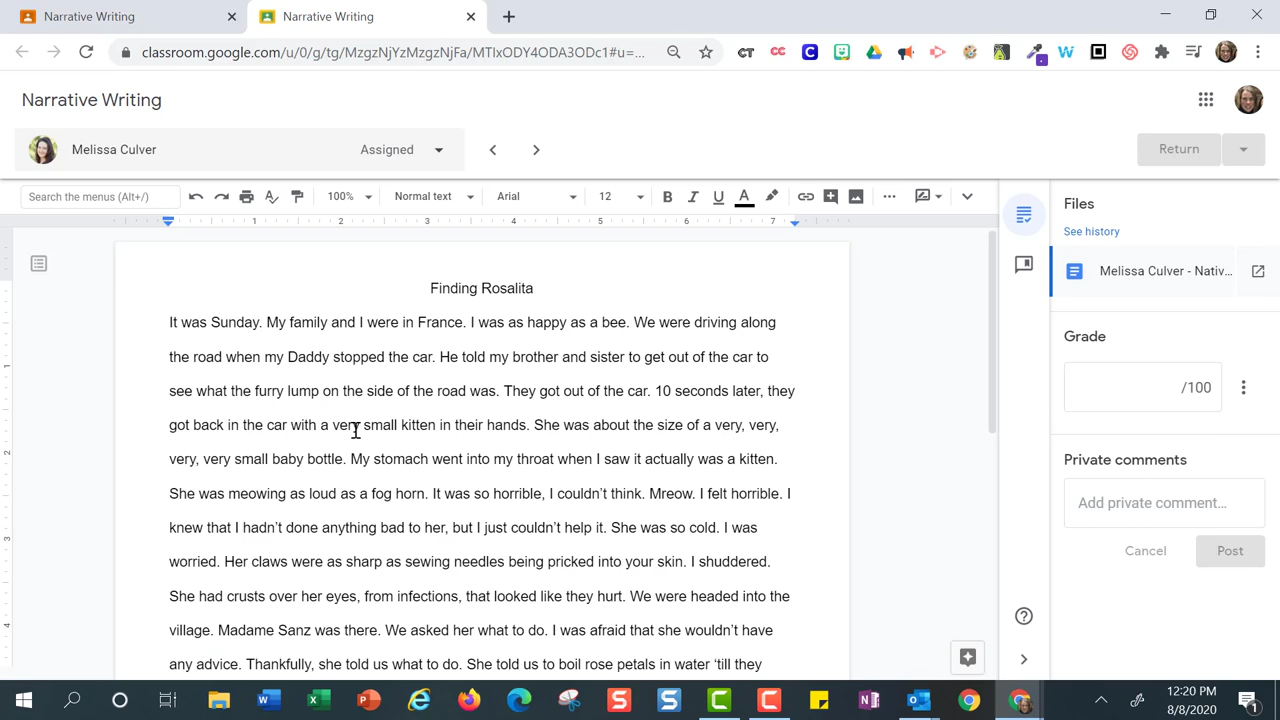 Narrative Writing
Narrative Writing
classroom.google.com/u/0/g/tg/MzgzNjYzMzgzNjFa/MTIxODY4ODA3ODc1#u=...
Narrative Writing
Melissa Culver
Assigned
Return
Search the menus (Alt+/)
100%
Normal text
Arial
12
B I U A
1 2 3 4 5 6 7
Files
See history
Melissa Culver - Nativ...
Grade
/100
Private comments
Add private comment...
Cancel
Post
Finding Rosalita
It was Sunday. My family and I were in France. I was as happy as a bee. We were driving along
the road when my Daddy stopped the car. He told my brother and sister to get out of the car to
see what the furry lump on the side of the road was. They got out of the car. 10 seconds later, they
got back in the car with a very small kitten in their hands. She was about the size of a very, very,
very, very small baby bottle. My stomach went into my throat when I saw it actually was a kitten.
She was meowing as loud as a fog horn. It was so horrible, I couldn't think. Mreow. I felt horrible. I
knew that I hadn't done anything bad to her, but I just couldn't help it. She was so cold. I was
worried. Her claws were as sharp as sewing needles being pricked into your skin. I shuddered.
She had crusts over her eyes, from infections, that looked like they hurt. We were headed into the
village. Madame Sanz was there. We asked her what to do. I was afraid that she wouldn't have
any advice. Thankfully, she told us what to do. She told us to boil rose petals in water 'till they
1
2
3
4
12:20 PM
8/8/2020